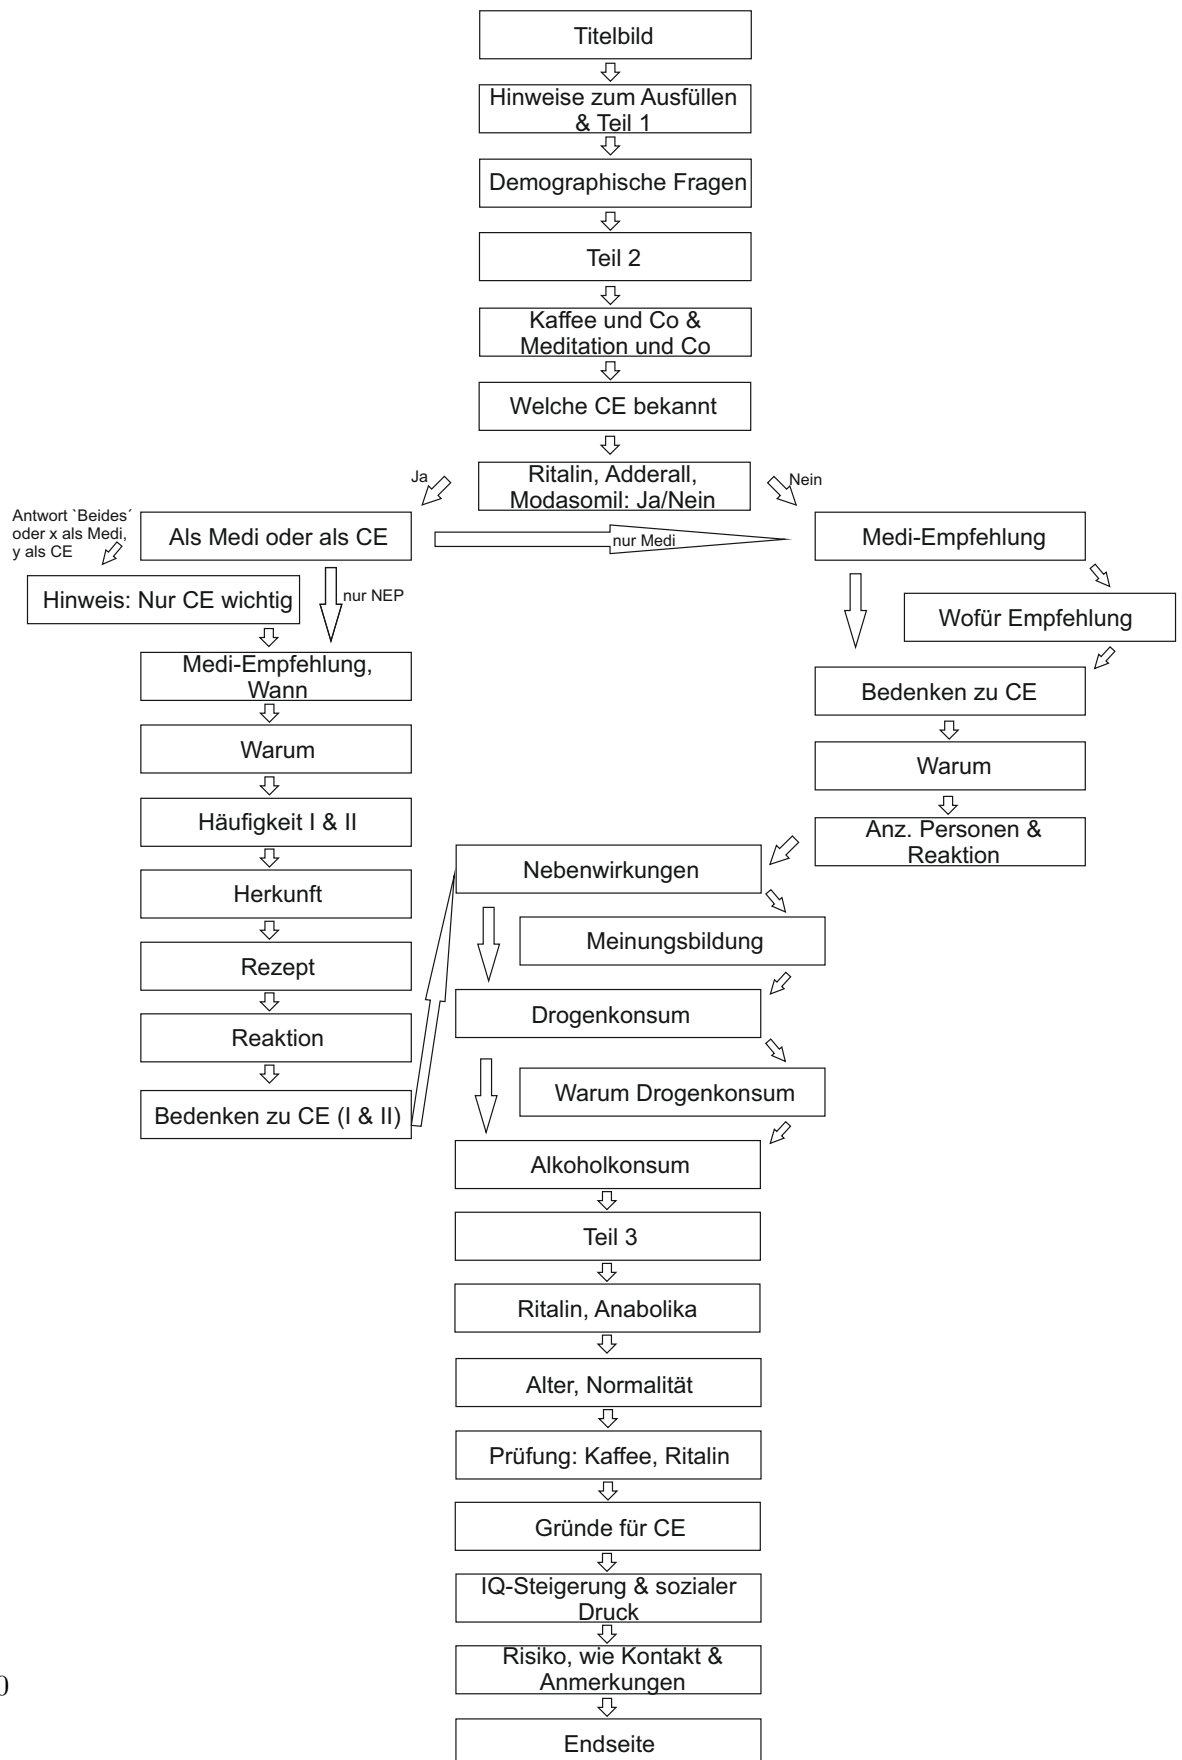 Titelbild
Hinweise zum Ausfüllen
& Teil 1
Demographische Fragen
Teil 2
Kaffee und Co &
Meditation und Co
Welche CE bekannt
Ritalin, Adderall,
Modasomil: Ja/Nein
Ja
Nein
Antwort `Beides´
oder x als Medi,
y als CE
Als Medi oder als CE
nur Medi
Medi-Empfehlung
Hinweis: Nur CE wichtig
nur NEP
Wofür Empfehlung
Medi-Empfehlung,
Wann
Bedenken zu CE
Warum
Warum
Häufigkeit I & II
Anz. Personen &
Reaktion
Herkunft
Nebenwirkungen
Meinungsbildung
Rezept
Drogenkonsum
Reaktion
Warum Drogenkonsum
Bedenken zu CE (I & II)
Alkoholkonsum
Teil 3
Ritalin, Anabolika
Alter, Normalität
Prüfung: Kaffee, Ritalin
Gründe für CE
IQ-Steigerung & sozialer
Druck
Risiko, wie Kontakt &
Anmerkungen
Endseite